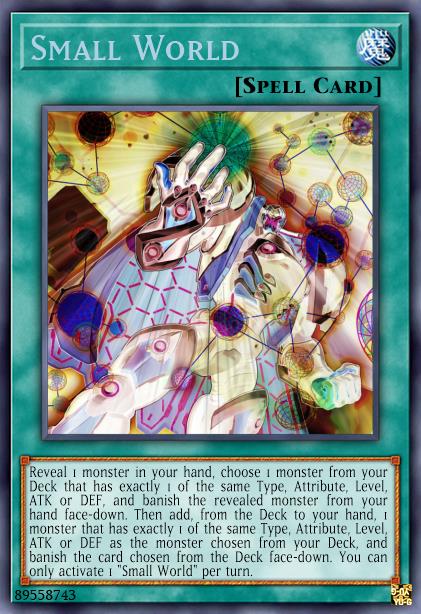 Small World
魔
[Spell Card]
Reveal 1 monster in your hand, choose 1 monster from your
Deck that has exactly 1 of the same Type, Attribute, Level,
ATK or DEF, and banish the revealed monster from your
hand face-down. Then add, from the Deck to your hand, 1
monster that has exactly 1 of the same Type, Attribute, Level,
ATK or DEF as the monster chosen from your Deck, and
banish the card chosen from the Deck face-down. You can
only activate 1 "Small World" per turn.
89558743